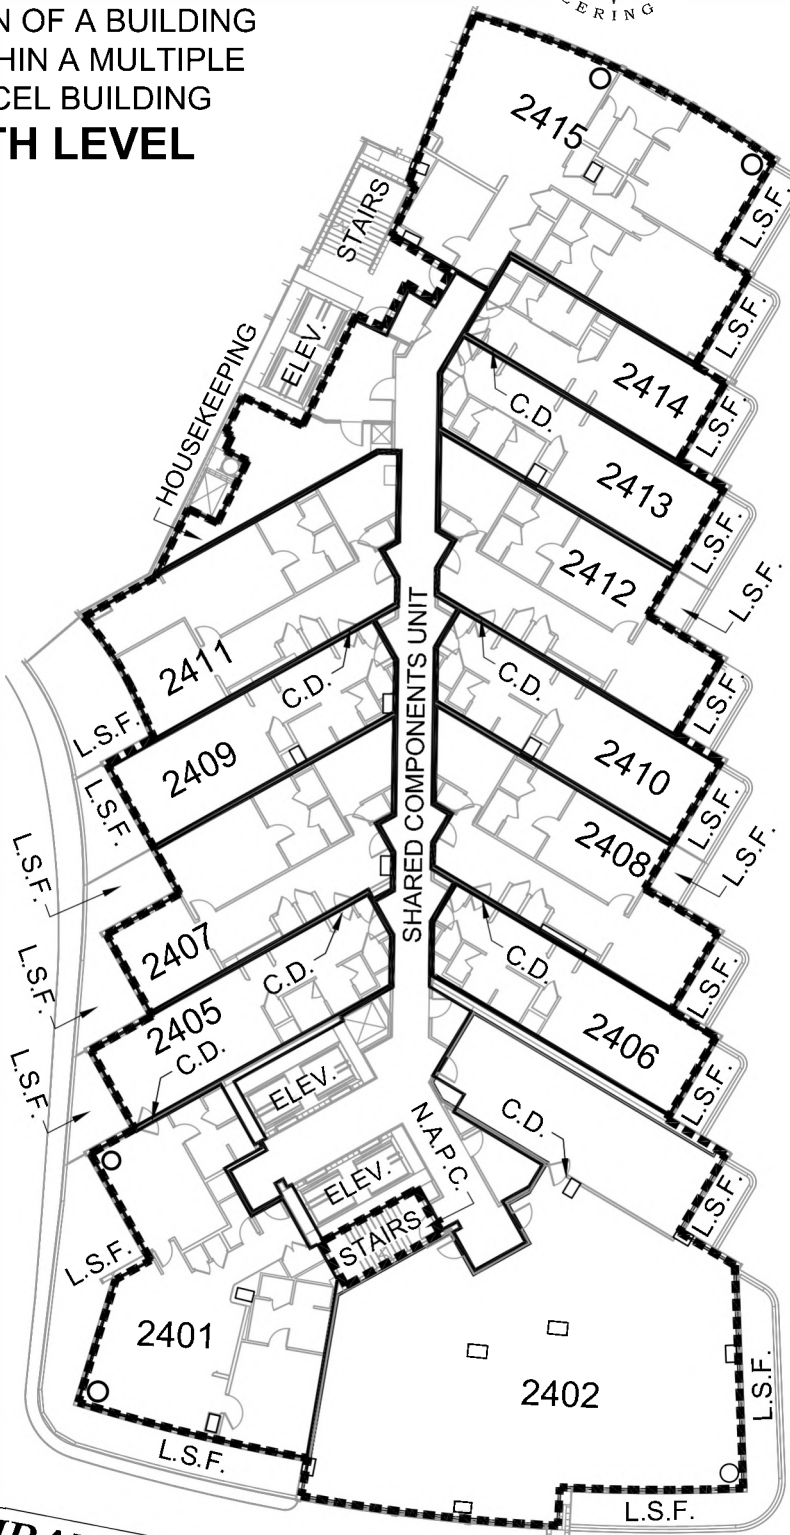 N OF A BUILDING
HIN A MULTIPLE
CEL BUILDING
TH LEVEL
ERING
2415
L.S.F.
STAIRS
L.S.F.
ELEV.
HOUSEKEEPING
2414
L.S.F.
C.D.
2413
L.S.F.
2412
L.S.F.
SHARED COMPONENTS UNIT
2411
C.D.
C.D.
L.S.F.
L.S.F.
2409
2410
L.S.F.
L.S.F.
2408
L.S.F.
L.S.F.
2407
C.D.
C.D.
L.S.F.
L.S.F.
2405
2406
C.D.
L.S.F.
L.S.F.
ELEV.
C.D.
N.A.P.C.
ELEV.
L.S.F.
STAIRS
L.S.F.
2401
2402
L.S.F.
L.S.F.
L.S.F.